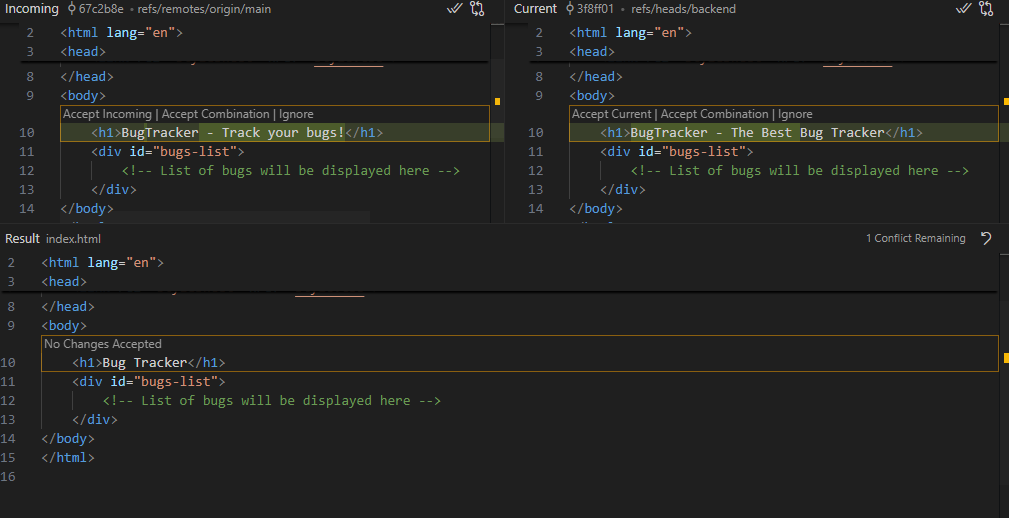 Incoming 67c2b8e • refs/remotes/origin/main
2 <html lang="en">
3 <head>
8 </head>
9 <body>
Accept Incoming | Accept Combination | Ignore
10 <h1>BugTracker - Track your bugs!</h1>
11 <div id="bugs-list">
12 <!-- List of bugs will be displayed here -->
13 </div>
14 </body>
Current 3f8ff01 • refs/heads/backend
2 <html lang="en">
3 <head>
8 </head>
9 <body>
Accept Current | Accept Combination | Ignore
10 <h1>BugTracker - The Best Bug Tracker</h1>
11 <div id="bugs-list">
12 <!-- List of bugs will be displayed here -->
13 </div>
14 </body>
Result index.html 1 Conflict Remaining
2 <html lang="en">
3 <head>
8 </head>
9 <body>
No Changes Accepted
10 <h1>Bug Tracker</h1>
11 <div id="bugs-list">
12 <!-- List of bugs will be displayed here -->
13 </div>
14 </body>
15 </html>
16